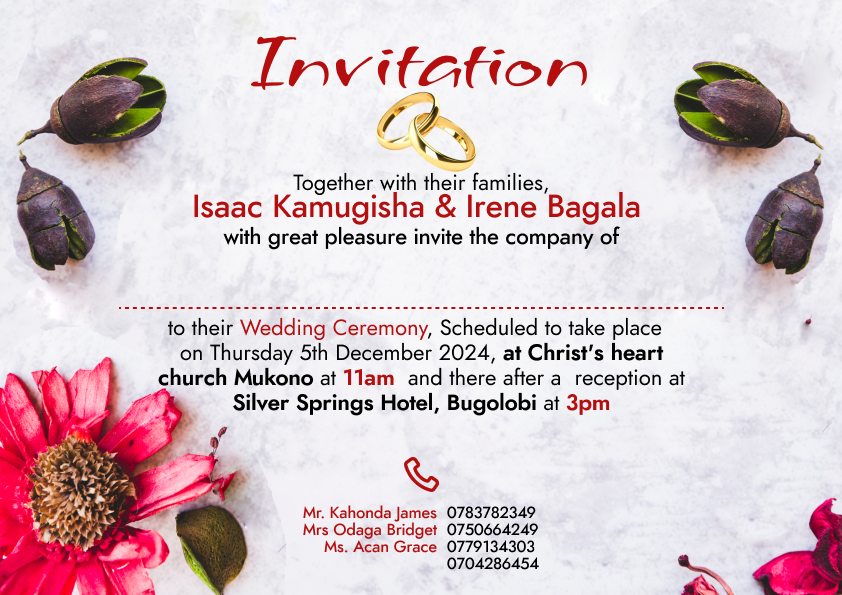 Invitation
Together with their families,
Isaac Kamugisha & Irene Bagala
with great pleasure invite the company of
to their Wedding Ceremony, Scheduled to take place
on Thursday 5th December 2024, at Christ's heart
church Mukono at 11am and there after a reception at
Silver Springs Hotel, Bugolobi at 3pm
Mr. Kahonda James 0783782349
Mrs Odaga Bridget 0750664249
Ms. Acan Grace 0779134303
0704286454